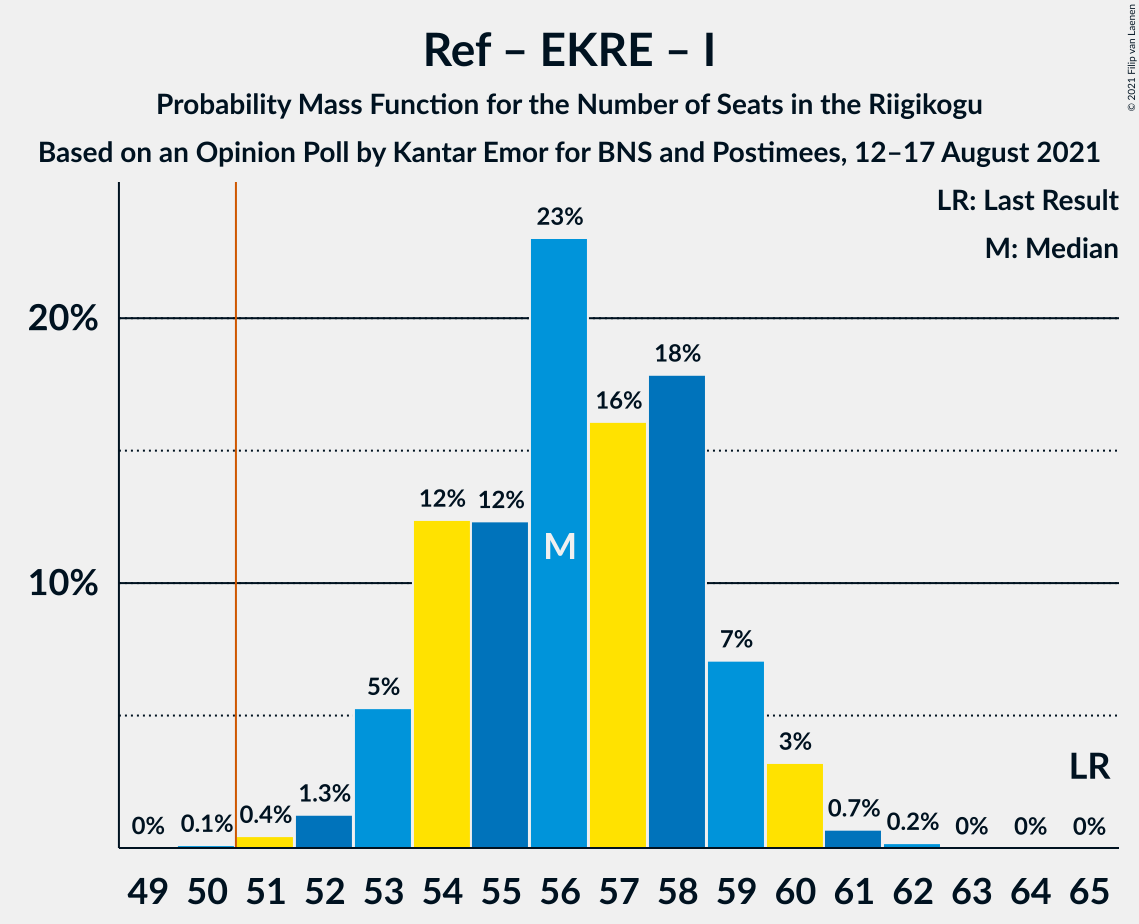 Ref – EKRE – I
Probability Mass Function for the Number of Seats in the Riigikogu
Based on an Opinion Poll by Kantar Emor for BNS and Postimees, 12–17 August 2021
© 2021 Filip van Laenen
LR: Last Result
M: Median
23%
20%
18%
16%
12% 12%
M
10%
7%
5%
3%
LR
0% 0.1% 0.4% 1.3% 0.7% 0.2% 0% 0% 0%
49 50 51 52 53 54 55 56 57 58 59 60 61 62 63 64 65